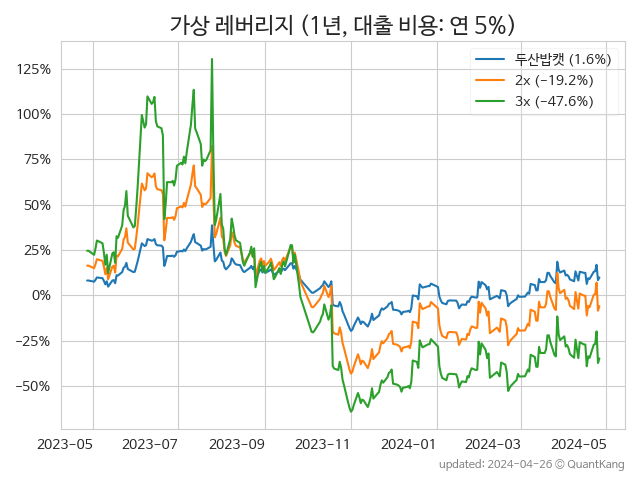 가상 레버리지 (1년, 대출 비용: 연 5%)
두산밥캣 (1.6%)
2x (−19.2%)
3x (−47.6%)
125%
100%
75%
50%
25%
0%
−25%
−50%
2023-05 2023-07 2023-09 2023-11 2024-01 2024-03 2024-05
updated: 2024-04-26 © QuantKang